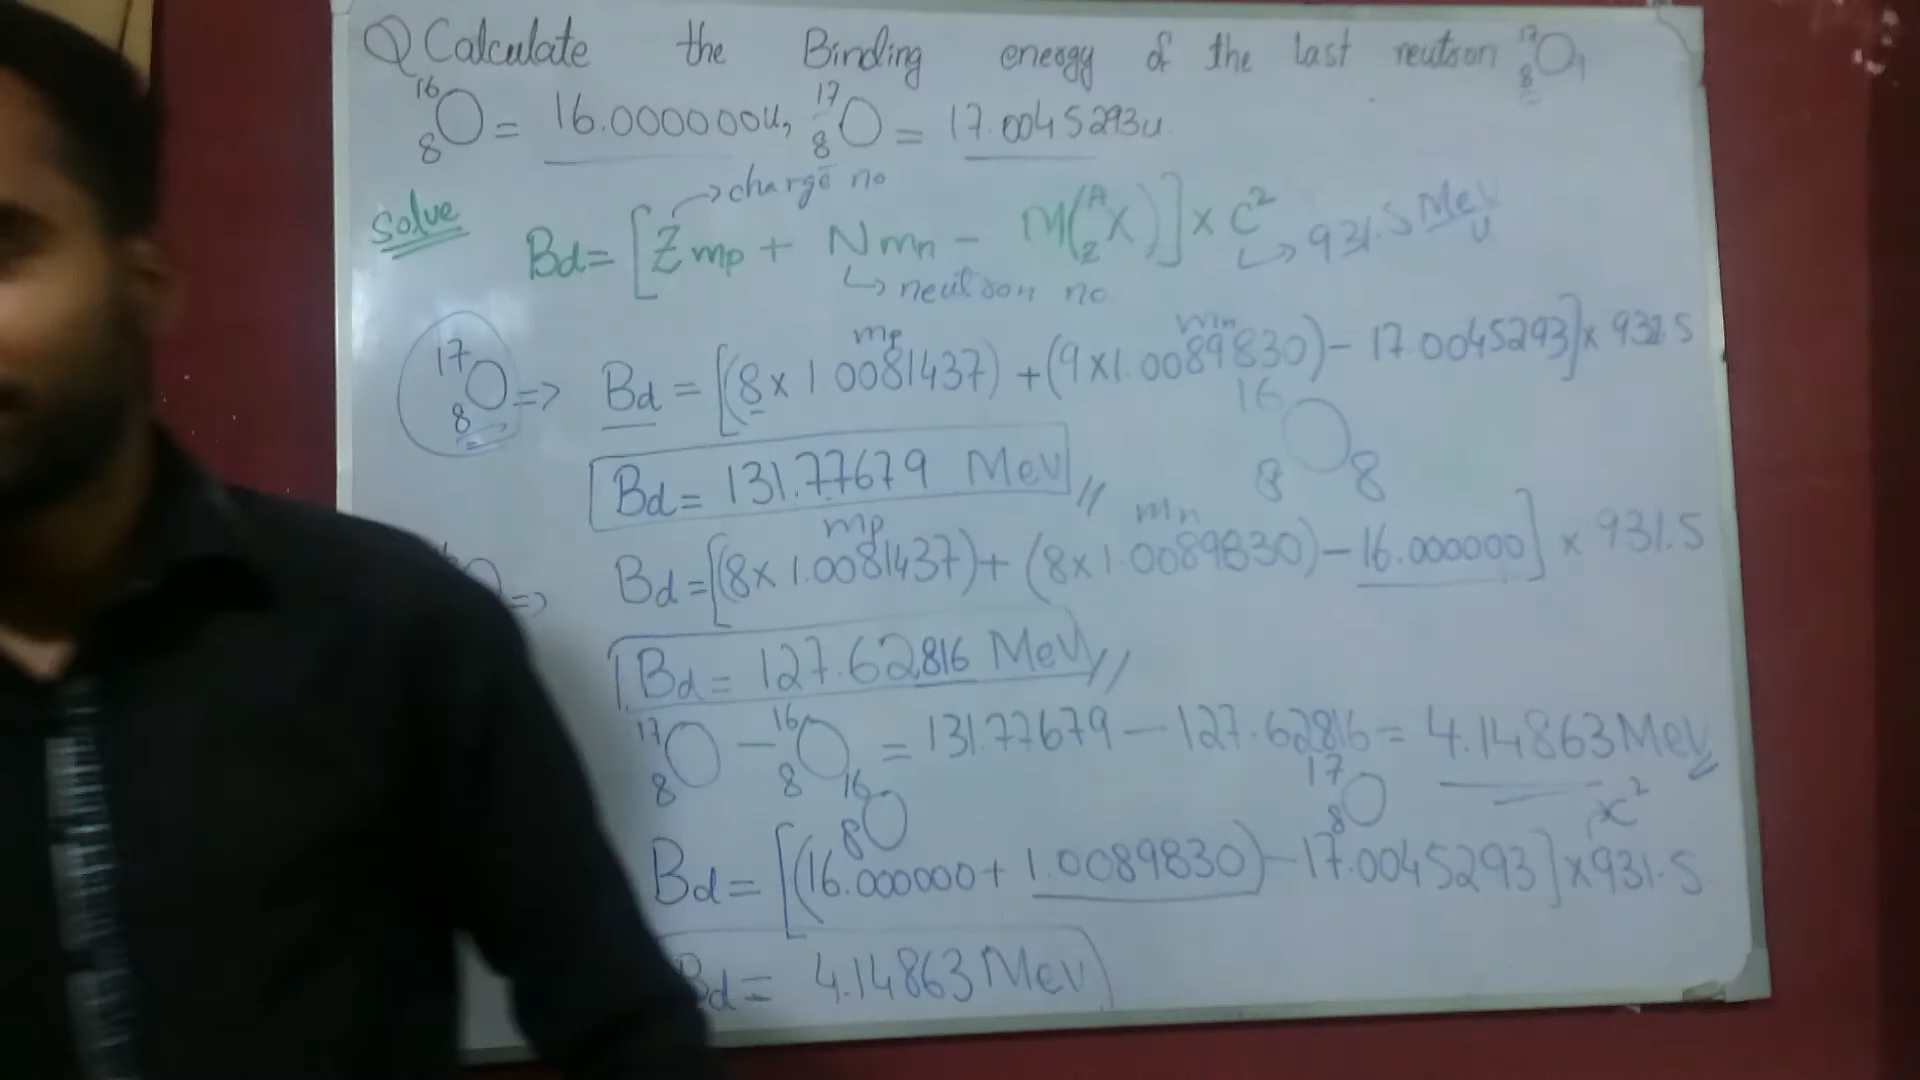 Q Calculate the Binding energy of the last neutron ¹⁷₈O₉
¹⁶₈O = 16.000000u, ¹⁷₈O = 17.0045293u
→ charge no
Solve Bd = [Zmp + Nmn - M(ᴬzX)] × C² → 931.5 MeV/u
↳ neutron no
mp mn
¹⁷₈O => Bd = [(8 × 1.0081437) + (9 × 1.0089830) - 17.0045293] × 931.5
¹⁶₈O₈
Bd = 131.77679 MeV //
mp mn
=> Bd = [(8 × 1.0081437) + (8 × 1.0089830) - 16.000000] × 931.5
Bd = 127.62816 MeV //
¹⁷₈O - ¹⁶₈O = 131.77679 - 127.62816 = 4.14863 MeV
¹⁶₈O ¹⁷₈O ×c²
Bd = [(16.000000 + 1.0089830) - 17.0045293] × 931.5
Bd = 4.14863 MeV